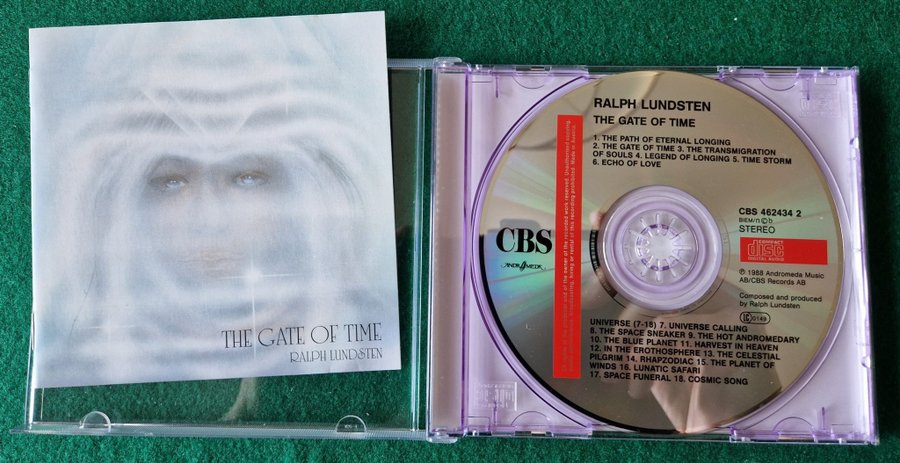 THE GATE OF TIME
RALPH LUNDSTEN
RALPH LUNDSTEN
THE GATE OF TIME
1. THE PATH OF ETERNAL LONGING
2. THE GATE OF TIME 3. THE TRANSMIGRATION
OF SOULS 4. LEGEND OF LONGING 5. TIME STORM
6. ECHO OF LOVE
CBS 462434 2
BIEM/n©b
STEREO
COMPACT
disc
DIGITAL AUDIO
℗ 1988 Andromeda Music
AB/CBS Records AB
Composed and produced
by Ralph Lundsten
LC 0149
CBS
UNIVERSE (7-18) 7. UNIVERSE CALLING
8. THE SPACE SNEAKER 9. THE HOT ANDROMEDARY
10. THE BLUE PLANET 11. HARVEST IN HEAVEN
12. IN THE EROTHOSPHERE 13. THE CELESTIAL
PILGRIM 14. RHAPZODIAC 15. THE PLANET OF
WINDS 16. LUNATIC SAFARI
17. SPACE FUNERAL 18. COSMIC SONG